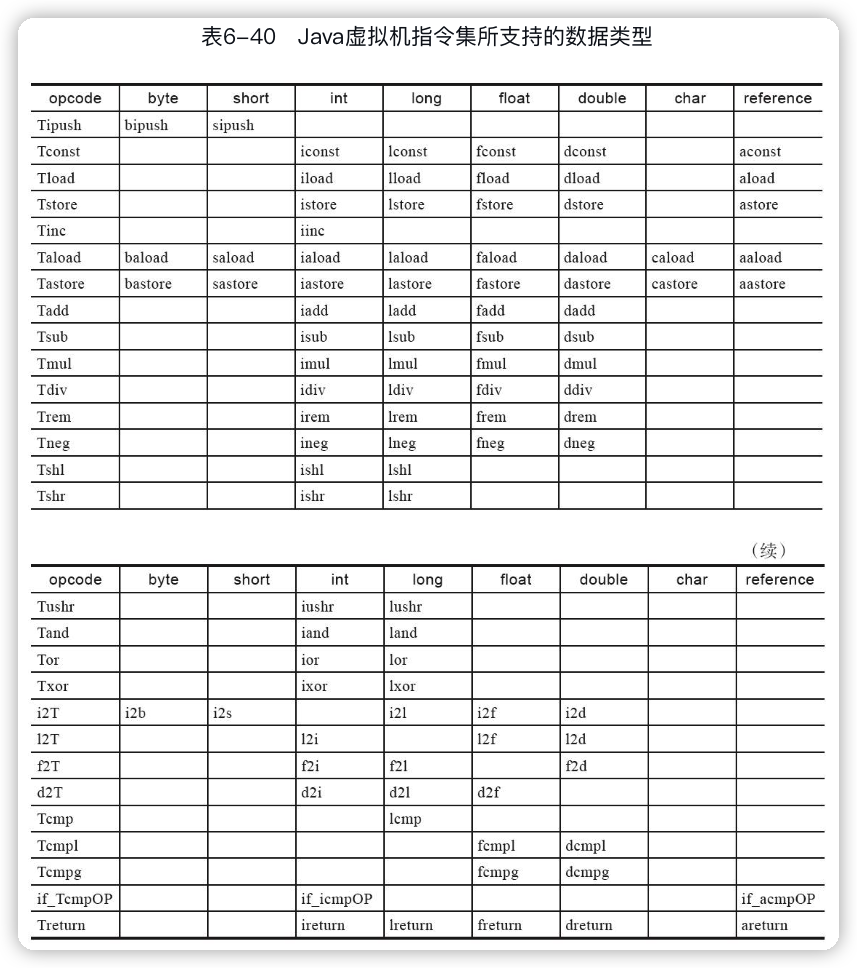 表6-40 Java虚拟机指令集所支持的数据类型
opcode byte short int long float double char reference
Tipush bipush sipush
Tconst iconst lconst fconst dconst aconst
Tload iload lload fload dload aload
Tstore istore lstore fstore dstore astore
Tinc iinc
Taload baload saload iaload laload faload daload caload aaload
Tastore bastore sastore iastore lastore fastore dastore castore aastore
Tadd iadd ladd fadd dadd
Tsub isub lsub fsub dsub
Tmul imul lmul fmul dmul
Tdiv idiv ldiv fdiv ddiv
Trem irem lrem frem drem
Tneg ineg lneg fneg dneg
Tshl ishl lshl
Tshr ishr lshr
（续）
opcode byte short int long float double char reference
Tushr iushr lushr
Tand iand land
Tor ior lor
Txor ixor lxor
i2T i2b i2s i2l i2f i2d
l2T l2i l2f l2d
f2T f2i f2l f2d
d2T d2i d2l d2f
Tcmp lcmp
Tcmpl fcmpl dcmpl
Tcmpg fcmpg dcmpg
if_TcmpOP if_icmpOP if_acmpOP
Treturn ireturn lreturn freturn dreturn areturn